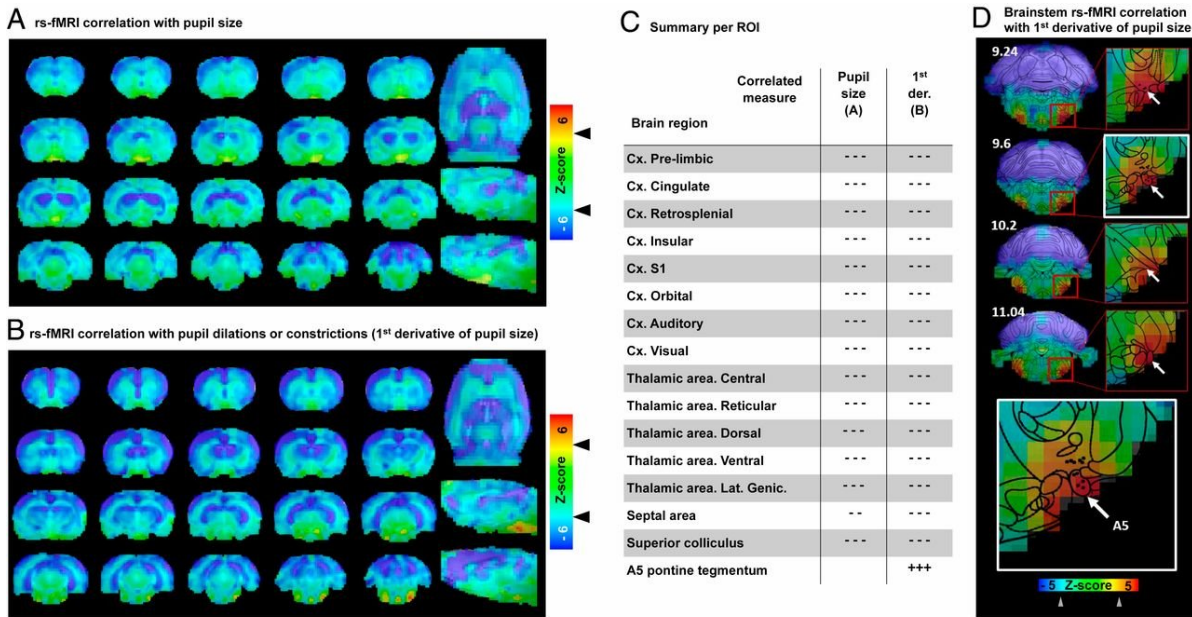 A rs-fMRI correlation with pupil size
6
Z-score
- 6
B rs-fMRI correlation with pupil dilations or constrictions (1st derivative of pupil size)
6
Z-score
- 6
C Summary per ROI
Correlated
measure
Brain region
Pupil
size
(A)
1st
der.
(B)
Cx. Pre-limbic - - - - - -
Cx. Cingulate - - - - - -
Cx. Retrosplenial - - - - - -
Cx. Insular - - - - - -
Cx. S1 - - - - - -
Cx. Orbital - - - - - -
Cx. Auditory - - - - - -
Cx. Visual - - - - - -
Thalamic area. Central - - - - - -
Thalamic area. Reticular - - - - - -
Thalamic area. Dorsal - - - - - -
Thalamic area. Ventral - - - - - -
Thalamic area. Lat. Genic. - - - - - -
Septal area - - - - -
Superior colliculus - - - - - -
A5 pontine tegmentum +++
D Brainstem rs-fMRI correlation
with 1st derivative of pupil size
9.24
9.6
10.2
11.04
A5
- 5 Z-score 5